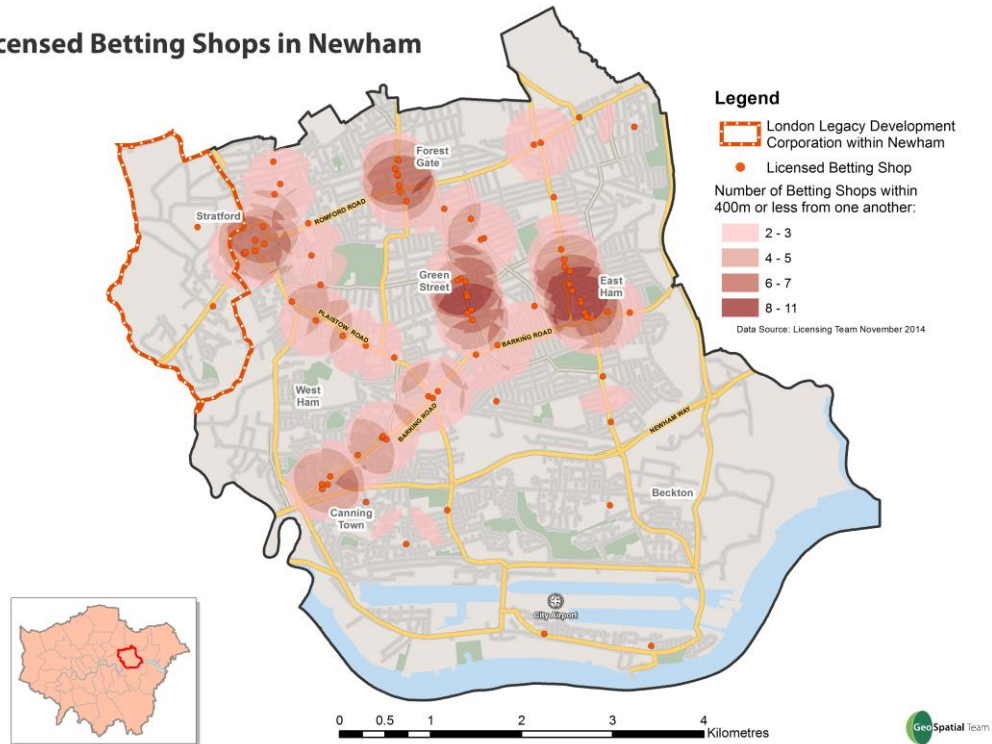 censed Betting Shops in Newham
Legend
London Legacy Development
Corporation within Newham
Licensed Betting Shop
Number of Betting Shops within
400m or less from one another:
2 - 3
4 - 5
6 - 7
8 - 11
Data Source: Licensing Team November 2014
Forest
Gate
Stratford
ROMFORD ROAD
Green
Street
East
Ham
PLAISTOW ROAD
BARKING ROAD
West
Ham
BARKING ROAD
NEWHAM WAY
Beckton
Canning
Town
City Airport
0 0.5 1 2 3 4
Kilometres
GeoSpatial Team